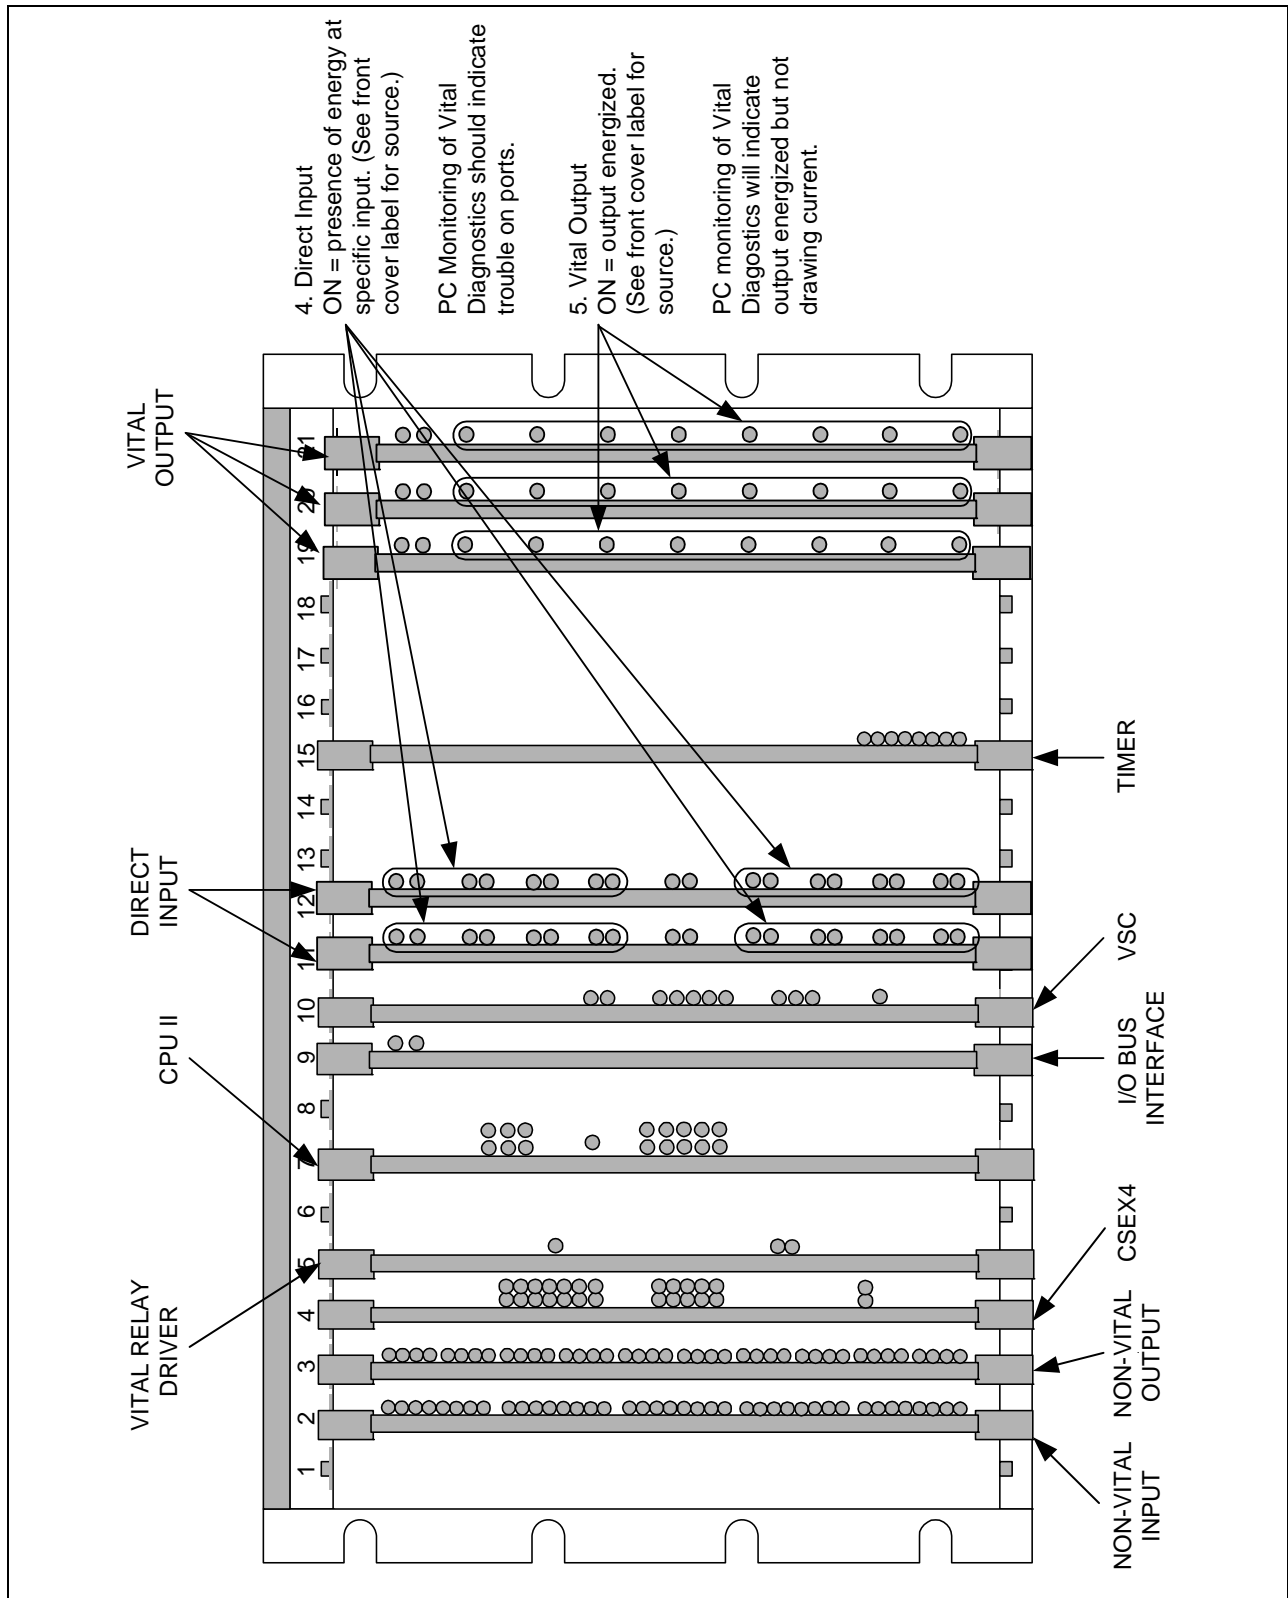 VITAL RELAY
DRIVER
CPU II
DIRECT
INPUT
VITAL
OUTPUT
1 2 3 4 5 6 7 8 9 10 11 12 13 14 15 16 17 18 19 20 21
4. Direct Input
ON = presence of energy at
specific input. (See front
cover label for source.)
PC Monitoring of Vital
Diagnostics should indicate
trouble on ports.
5. Vital Output
ON = output energized.
(See front cover label for
source.)
PC monitoring of Vital
Diagostics will indicate
output energized but not
drawing current.
NON-VITAL
INPUT
NON-VITAL
OUTPUT
CSEX4
I/O BUS
INTERFACE
VSC
TIMER